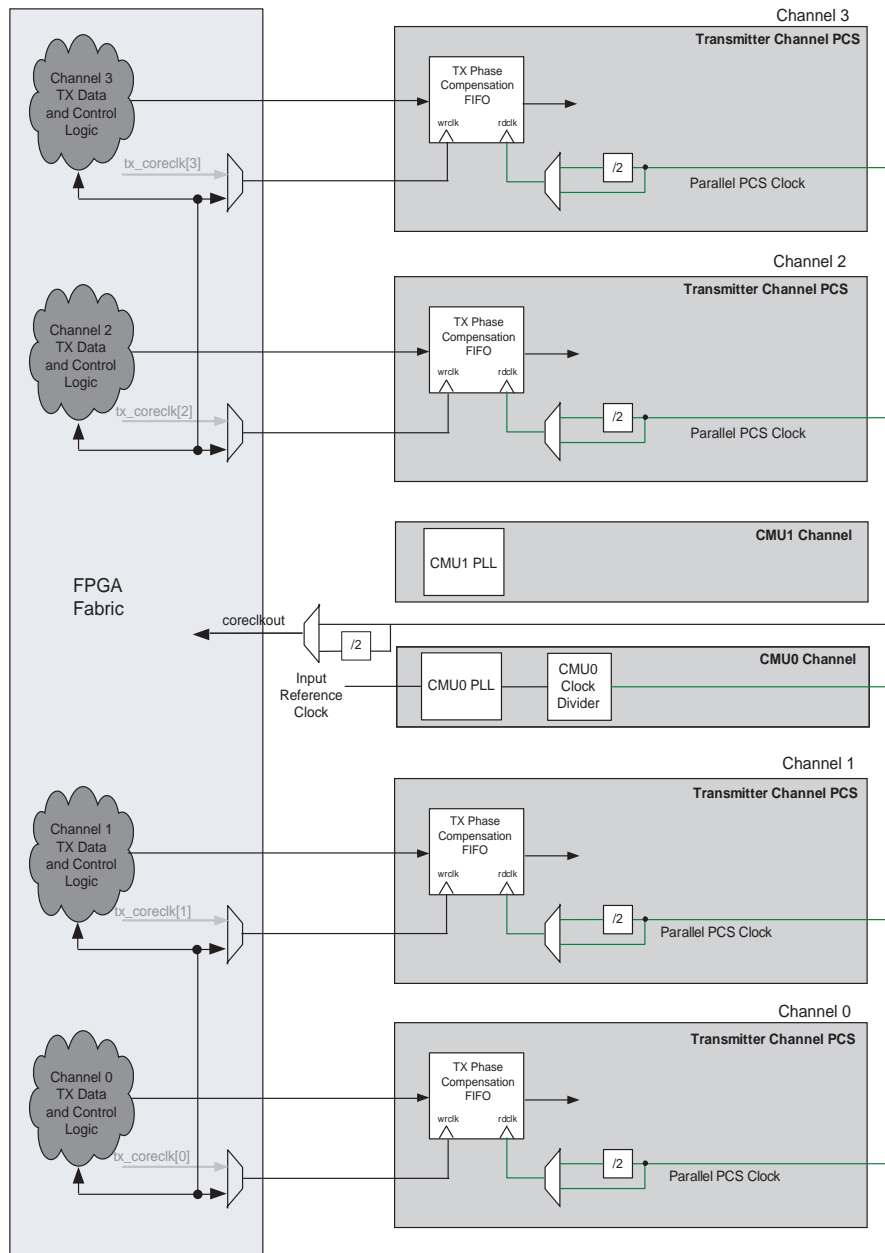 Channel 3
Transmitter Channel PCS
Channel 3
TX Data
and Control
Logic
TX Phase
Compensation
FIFO
wrclk
rdclk
tx_coreclk[3]
/2
Parallel PCS Clock
Channel 2
Transmitter Channel PCS
Channel 2
TX Data
and Control
Logic
TX Phase
Compensation
FIFO
wrclk
rdclk
tx_coreclk[2]
/2
Parallel PCS Clock
CMU1 Channel
CMU1 PLL
FPGA
Fabric
coreclkout
/2
CMU0 Channel
Input
Reference
Clock
CMU0 PLL
CMU0
Clock
Divider
Channel 1
Transmitter Channel PCS
Channel 1
TX Data
and Control
Logic
TX Phase
Compensation
FIFO
wrclk
rdclk
tx_coreclk[1]
/2
Parallel PCS Clock
Channel 0
Transmitter Channel PCS
Channel 0
TX Data
and Control
Logic
TX Phase
Compensation
FIFO
wrclk
rdclk
tx_coreclk[0]
/2
Parallel PCS Clock